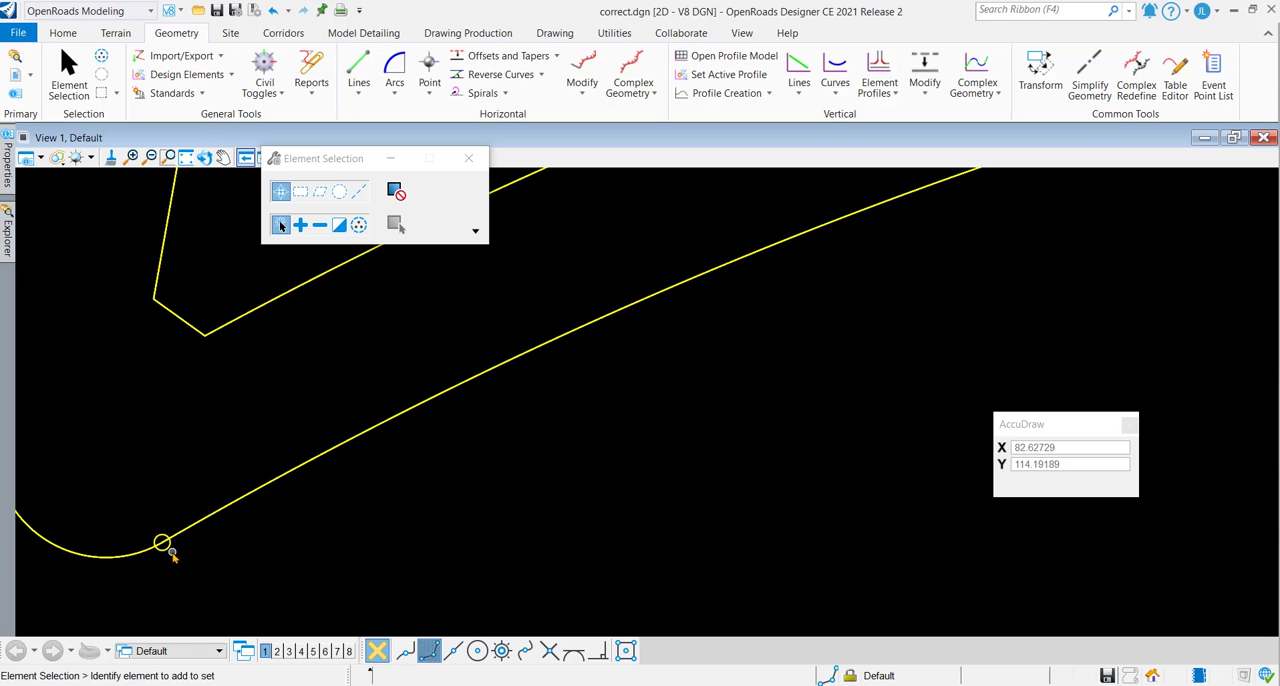 OpenRoads Modeling
correct.dgn [2D - V8 DGN] - OpenRoads Designer CE 2021 Release 2
Search Ribbon (F4)
JL
File Home Terrain Geometry Site Corridors Model Detailing Drawing Production Drawing Utilities Collaborate View Help
Element Selection
Primary
Selection
Import/Export
Design Elements
Standards
Civil Toggles
Reports
General Tools
Lines
Arcs
Point
Offsets and Tapers
Reverse Curves
Spirals
Modify
Complex Geometry
Horizontal
Open Profile Model
Set Active Profile
Profile Creation
Lines
Curves
Element Profiles
Modify
Complex Geometry
Vertical
Transform
Simplify Geometry
Complex Redefine
Table Editor
Event Point List
Common Tools
View 1, Default
Properties
Explorer
Element Selection
AccuDraw
X 82.62729
Y 114.19189
Default
1 2 3 4 5 6 7 8
Element Selection > Identify element to add to set
Default